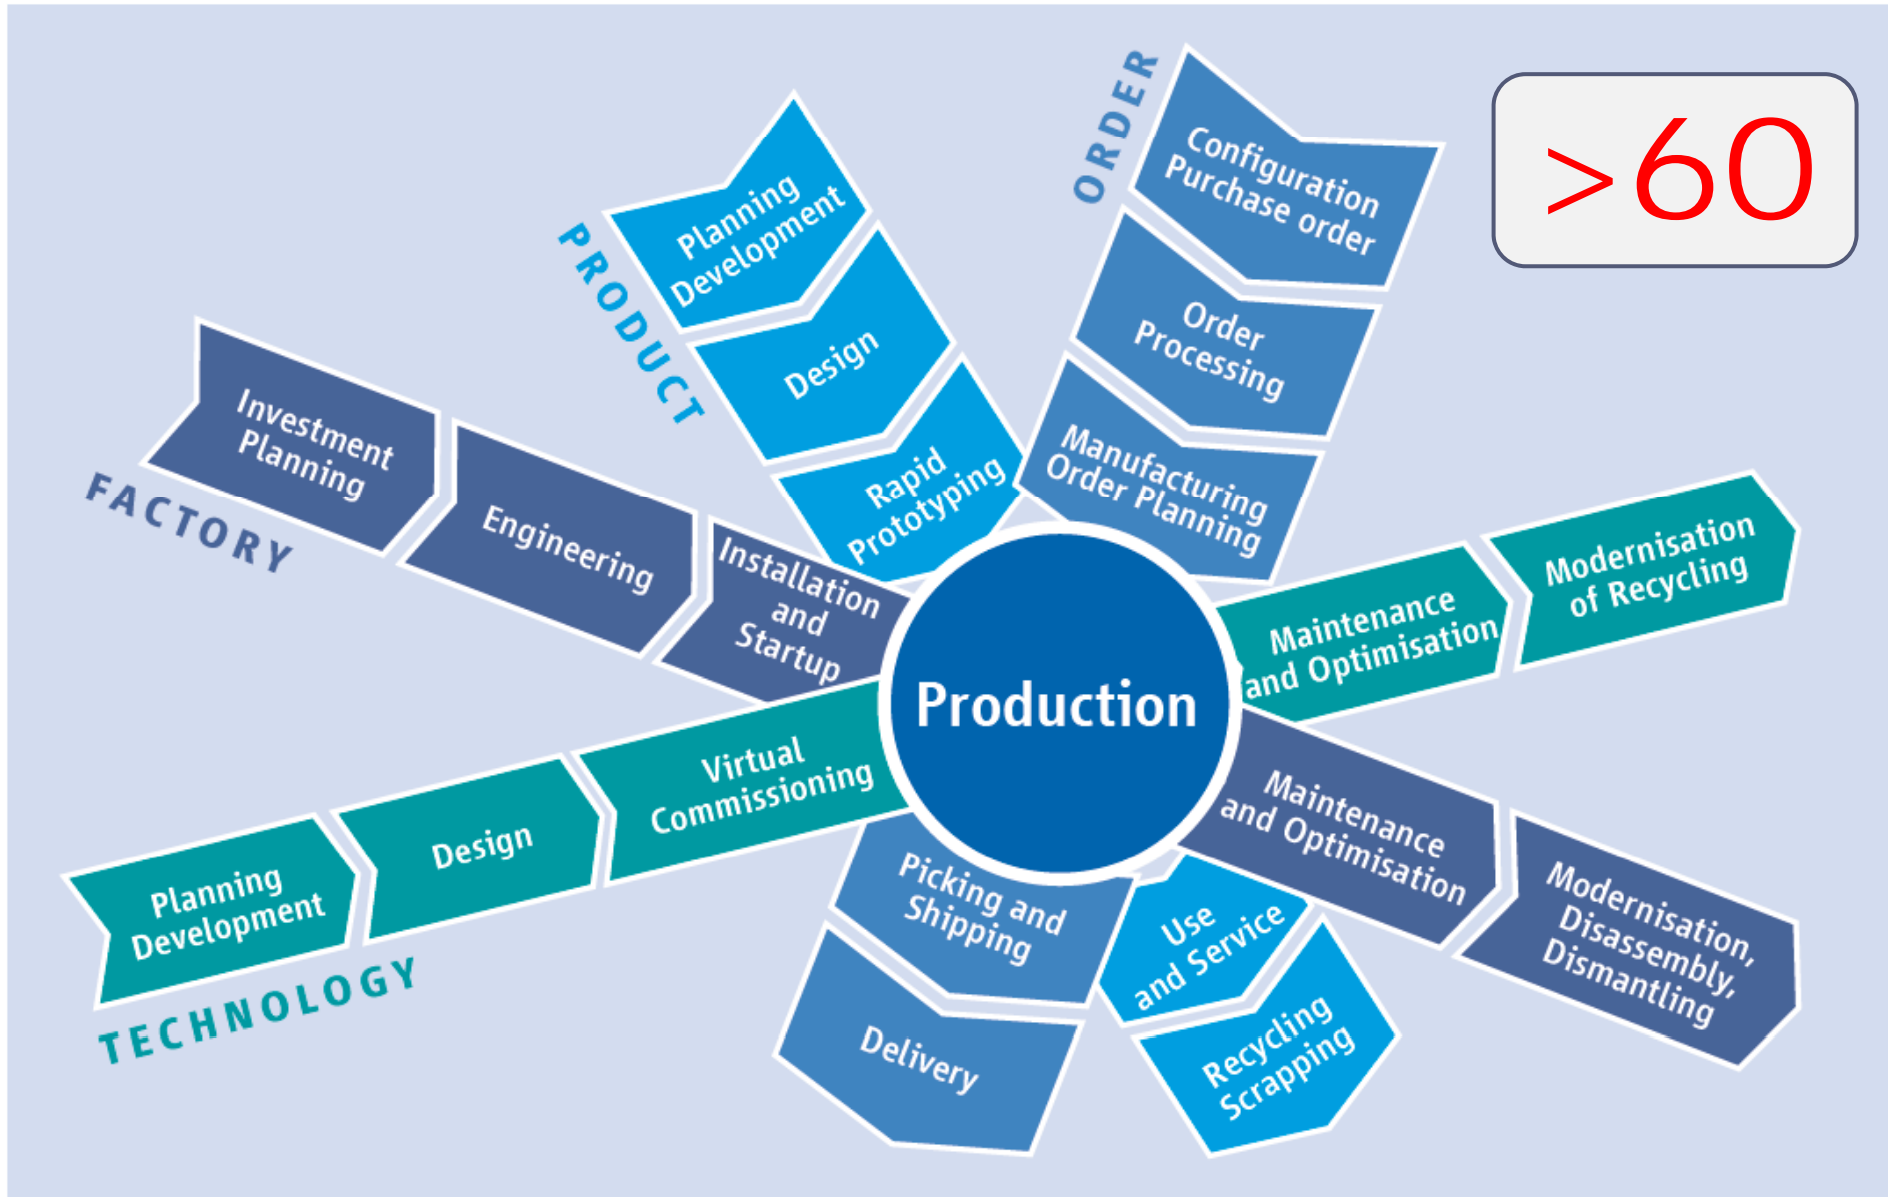 ORDER
Configuration
Purchase order
Order
Processing
Manufacturing
Order Planning
>60
PRODUCT
Planning
Development
Design
Rapid
Prototyping
FACTORY
Investment
Planning
Engineering
Installation
and
Startup
TECHNOLOGY
Planning
Development
Design
Virtual
Commissioning
Production
Maintenance
and Optimisation
Modernisation
of Recycling
Maintenance
and Optimisation
Modernisation,
Disassembly,
Dismantling
Picking and
Shipping
Delivery
Use
and Service
Recycling
Scrapping